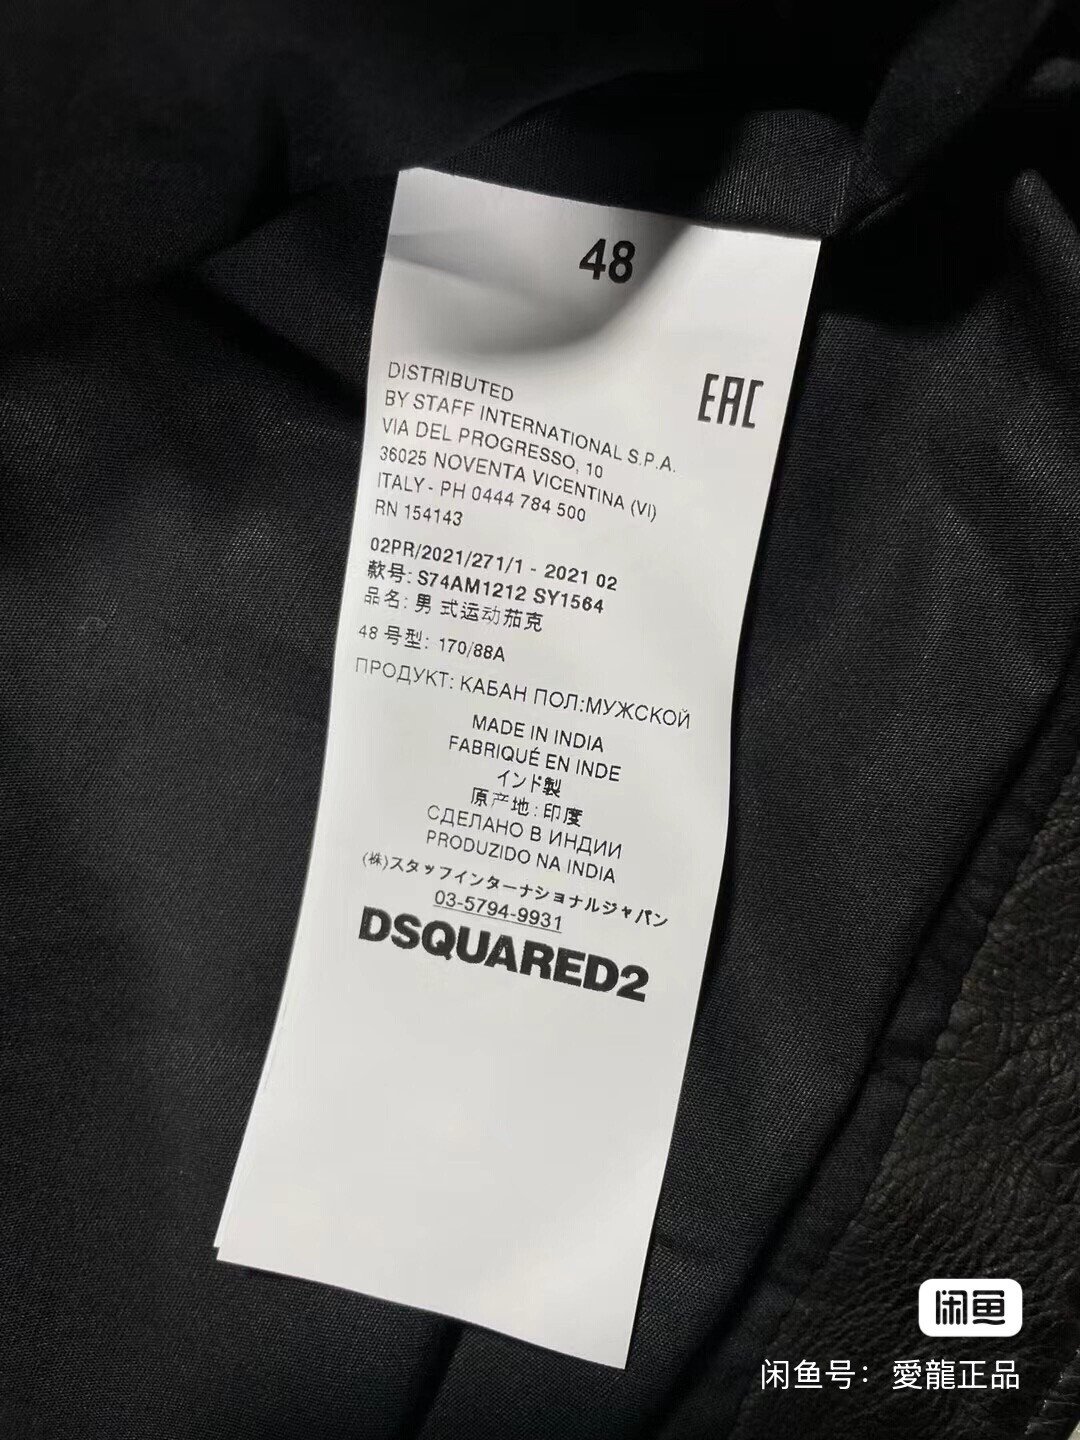 48
EAC
DISTRIBUTED
BY STAFF INTERNATIONAL S.P.A.
VIA DEL PROGRESSO, 10
36025 NOVENTA VICENTINA (VI)
ITALY - PH 0444 784 500
RN 154143
02PR/2021/271/1 - 2021 02
款号: S74AM1212 SY1564
品名: 男式运动茄克
48 号型: 170/88A
ПРОДУКТ: КАБАН ПОЛ:МУЖСКОЙ
MADE IN INDIA
FABRIQUÉ EN INDE
インド製
原产地: 印度
СДЕЛАНО В ИНДИИ
PRODUZIDO NA INDIA
(株)スタッフインターナショナルジャパン
03-5794-9931
DSQUARED2
闲鱼
闲鱼号: 愛龍正品